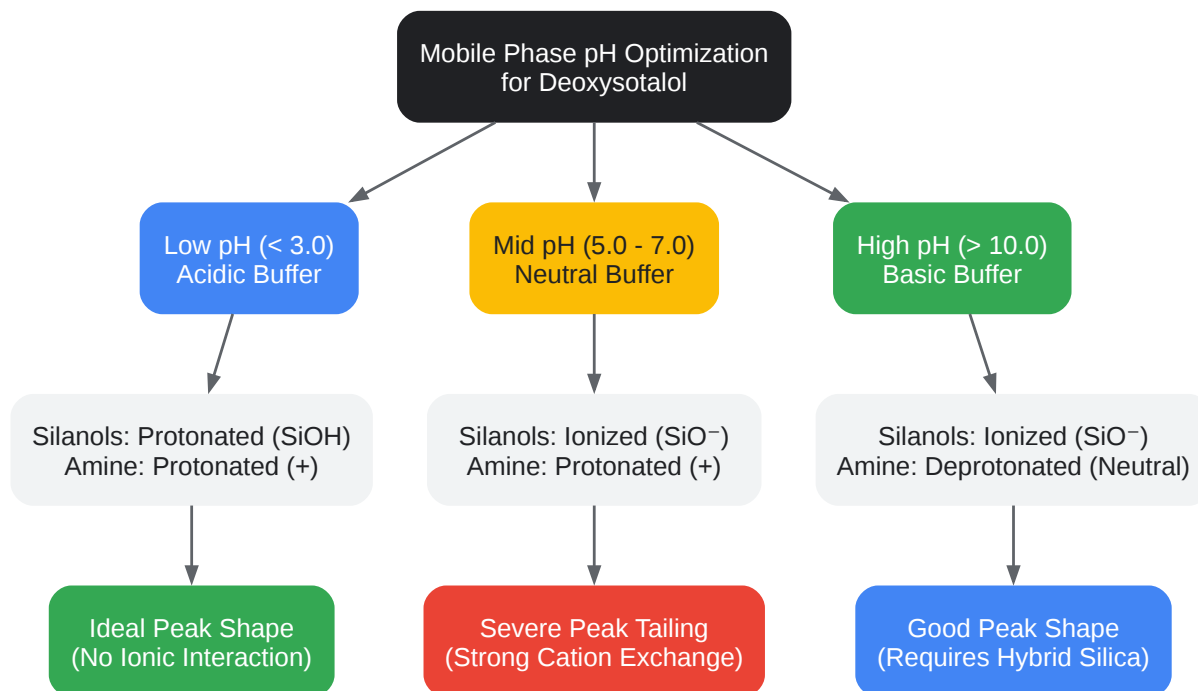 Mobile Phase pH Optimization
for Deoxysotalol
Low pH (< 3.0)
Acidic Buffer
Mid pH (5.0 - 7.0)
Neutral Buffer
High pH (> 10.0)
Basic Buffer
Silanols: Protonated (SiOH)
Amine: Protonated (+)
Silanols: Ionized (SiO⁻)
Amine: Protonated (+)
Silanols: Ionized (SiO⁻)
Amine: Deprotonated (Neutral)
Ideal Peak Shape
(No Ionic Interaction)
Severe Peak Tailing
(Strong Cation Exchange)
Good Peak Shape
(Requires Hybrid Silica)